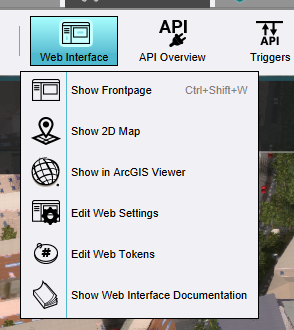 API
API
Web Interface
API Overview
Triggers
Show Frontpage Ctrl+Shift+W
Show 2D Map
Show in ArcGIS Viewer
Edit Web Settings
Edit Web Tokens
Show Web Interface Documentation